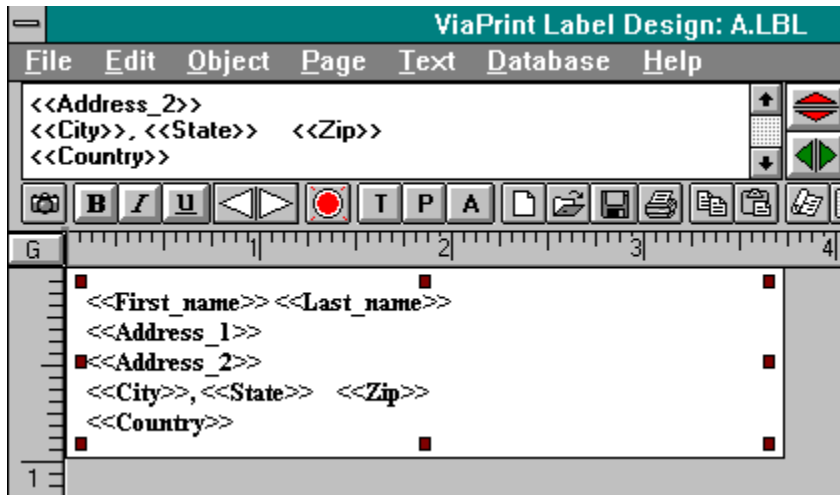 ViaPrint Label Design: A.LBL
File Edit Object Page Text Database Help
<<Address_2>>
<<City>>, <<State>> <<Zip>>
<<Country>>
B I U T P A
G 1 2 3 4
<<First_name>> <<Last_name>>
<<Address_1>>
<<Address_2>>
<<City>>, <<State>> <<Zip>>
<<Country>>
1